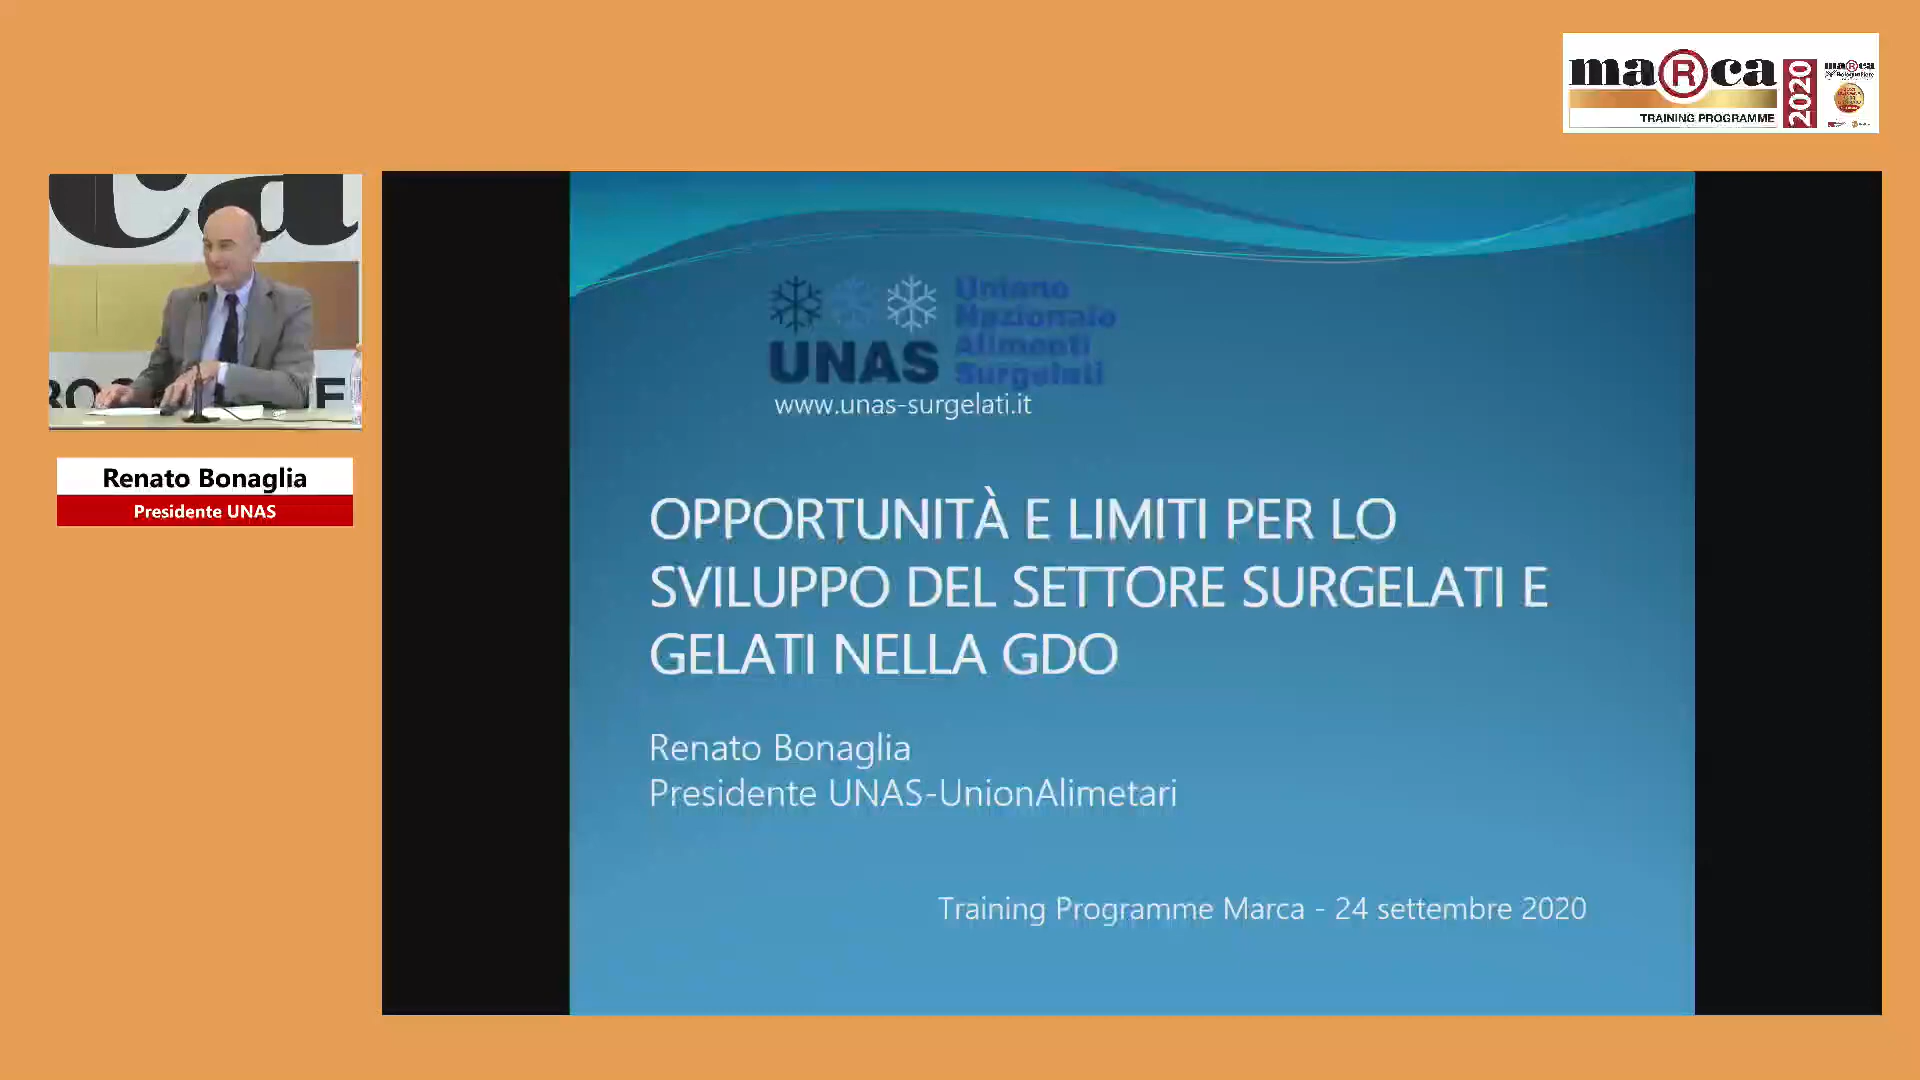 maRca
TRAINING PROGRAMME
2020
maRca
Renato Bonaglia
Presidente UNAS
UNAS
Unione
Nazionale
Alimenti
Surgelati
www.unas-surgelati.it
OPPORTUNITÀ E LIMITI PER LO
SVILUPPO DEL SETTORE SURGELATI E
GELATI NELLA GDO
Renato Bonaglia
Presidente UNAS-UnionAlimetari
Training Programme Marca - 24 settembre 2020